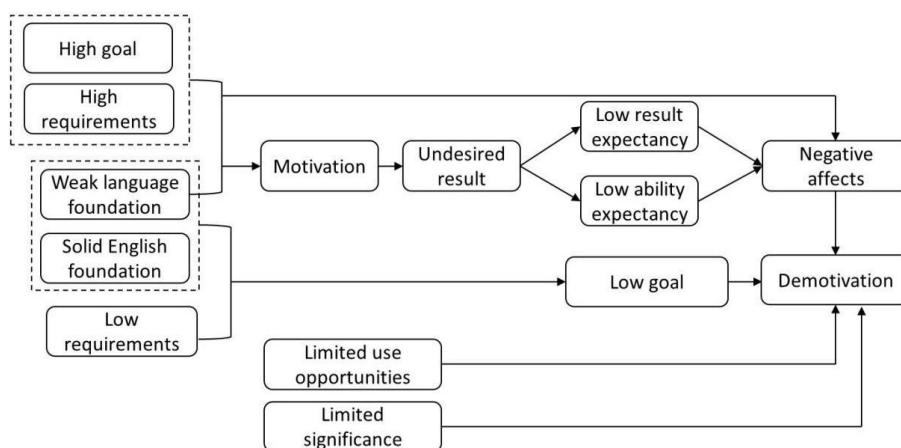 High goal
High
requirements
Weak language
foundation
Solid English
foundation
Low
requirements
Motivation
Undesired
result
Low result
expectancy
Low ability
expectancy
Negative
affects
Low goal
Demotivation
Limited use
opportunities
Limited
significance